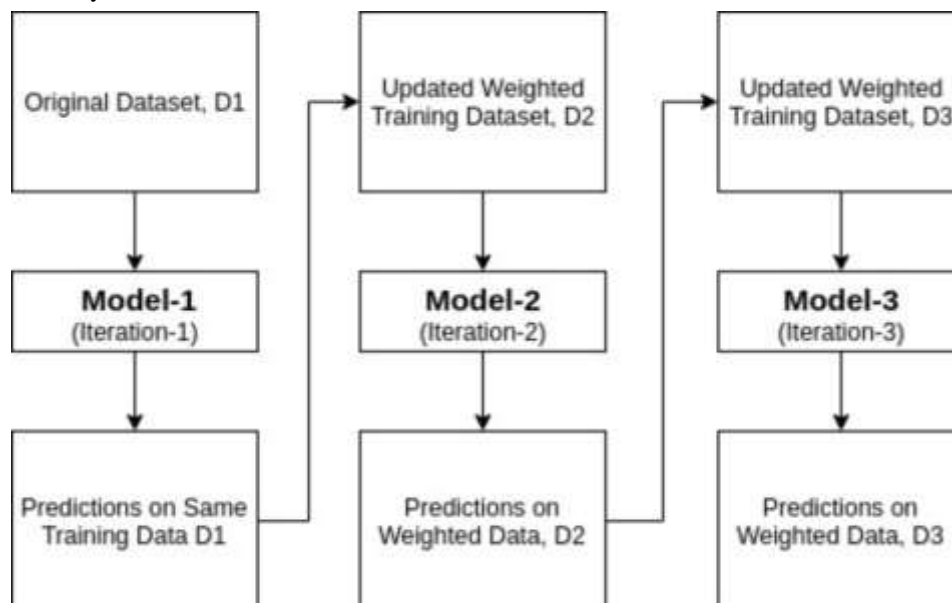 Original Dataset, D1
Updated Weighted
Training Dataset, D2
Updated Weighted
Training Dataset, D3
Model-1
(Iteration-1)
Model-2
(Iteration-2)
Model-3
(Iteration-3)
Predictions on Same
Training Data D1
Predictions on
Weighted Data, D2
Predictions on
Weighted Data, D3